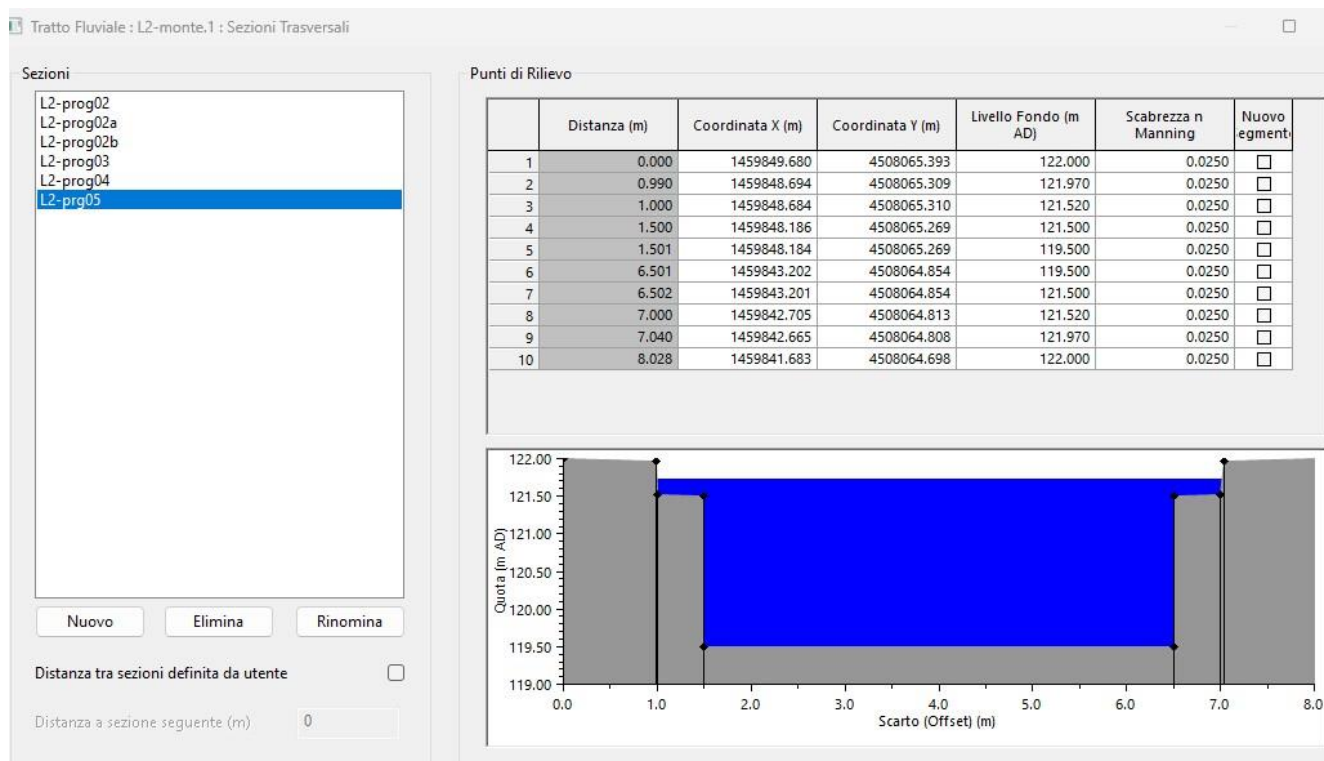 Tratto Fluviale : L2-monte.1 : Sezioni Trasversali
Sezioni
L2-prog02
L2-prog02a
L2-prog02b
L2-prog03
L2-prog04
L2-prg05
Nuovo Elimina Rinomina
Distanza tra sezioni definita da utente
Distanza a sezione seguente (m) 0
Punti di Rilievo
Distanza (m) Coordinata X (m) Coordinata Y (m) Livello Fondo (m AD) Scabrezza n Manning Nuovo egment
1 0.000 1459849.680 4508065.393 122.000 0.0250
2 0.990 1459848.694 4508065.309 121.970 0.0250
3 1.000 1459848.684 4508065.310 121.520 0.0250
4 1.500 1459848.186 4508065.269 121.500 0.0250
5 1.501 1459848.184 4508065.269 119.500 0.0250
6 6.501 1459843.202 4508064.854 119.500 0.0250
7 6.502 1459843.201 4508064.854 121.500 0.0250
8 7.000 1459842.705 4508064.813 121.520 0.0250
9 7.040 1459842.665 4508064.808 121.970 0.0250
10 8.028 1459841.683 4508064.698 122.000 0.0250
Quota (m AD)
122.00
121.50
121.00
120.50
120.00
119.50
119.00
0.0 1.0 2.0 3.0 4.0 5.0 6.0 7.0 8.0
Scarto (Offset) (m)